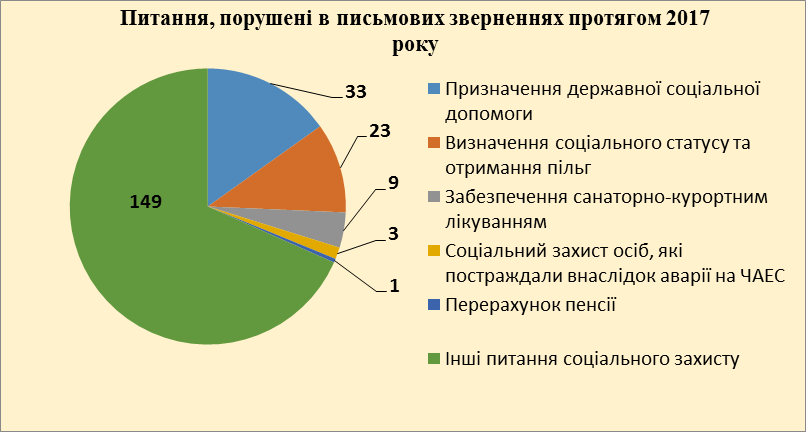 Питання, порушені в письмових зверненнях протягом 2017
року
33
23
9
3
1
149
Призначення державної соціальної
допомоги
Визначення соціального статусу та
отримання пільг
Забезпечення санаторно-курортним
лікуванням
Соціальний захист осіб, які
постраждали внаслідок аварії на ЧАЕС
Перерахунок пенсії
Інші питання соціального захисту